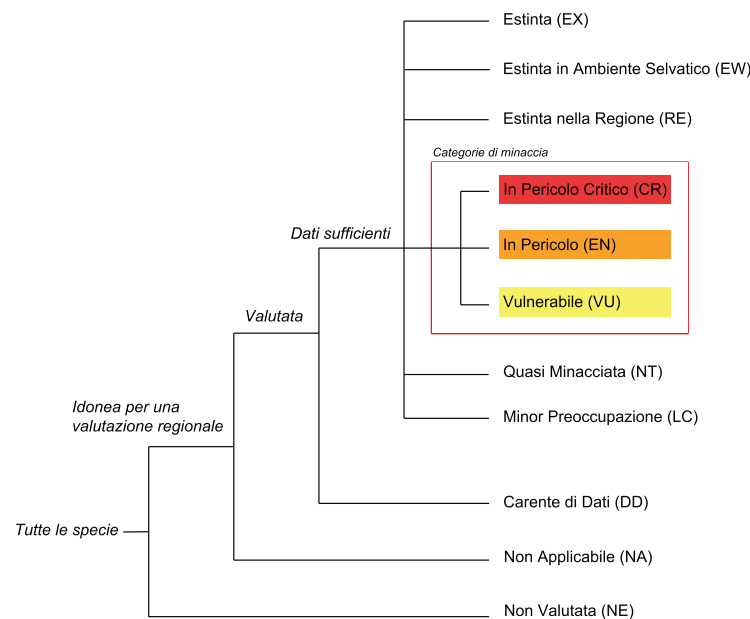 Estinta (EX)
Estinta in Ambiente Selvatico (EW)
Estinta nella Regione (RE)
Categorie di minaccia
In Pericolo Critico (CR)
Dati sufficienti
In Pericolo (EN)
Vulnerabile (VU)
Valutata
Quasi Minacciata (NT)
Idonea per una
valutazione regionale
Minor Preoccupazione (LC)
Carente di Dati (DD)
Tutte le specie
Non Applicabile (NA)
Non Valutata (NE)